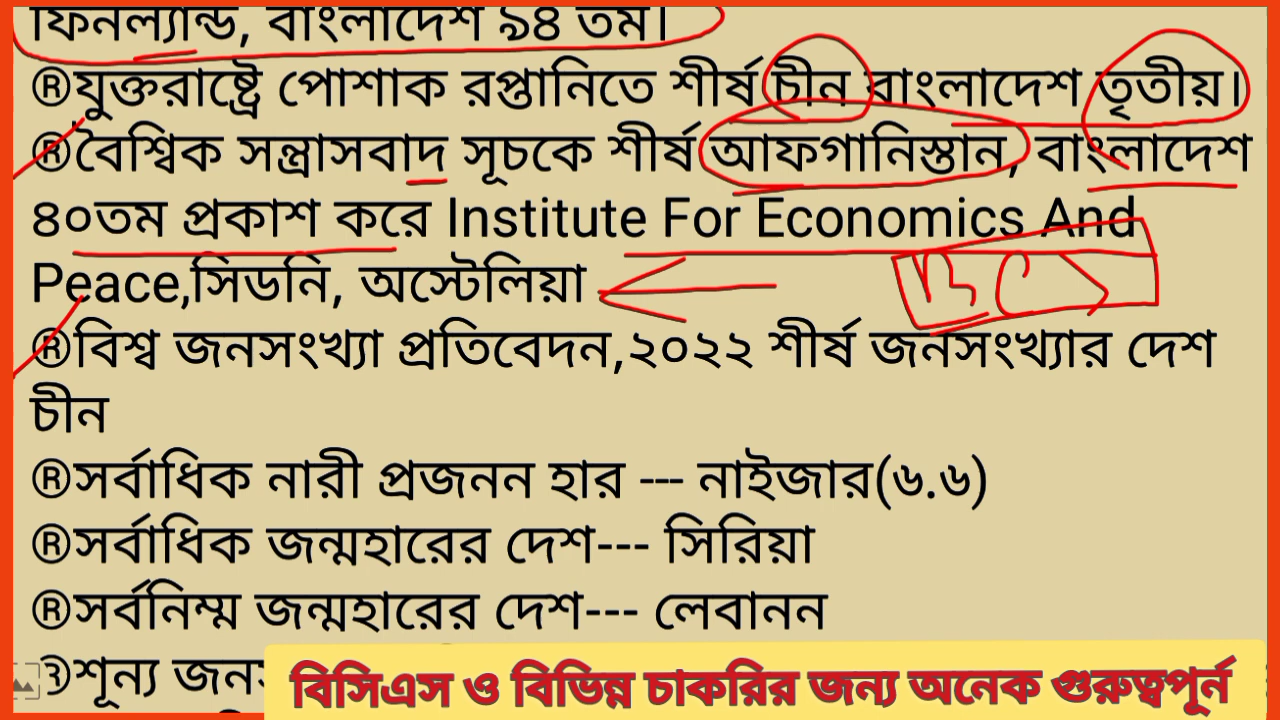 ফিনল্যান্ড, বাংলাদেশ ৯৪ তম।
®যুক্তরাষ্ট্রে পোশাক রপ্তানিতে শীর্ষ চীন বাংলাদেশ তৃতীয়।
®বৈশ্বিক সন্ত্রাসবাদ সূচকে শীর্ষ আফগানিস্তান, বাংলাদেশ
৪০তম প্রকাশ করে Institute For Economics And
Peace,সিডনি, অস্টেলিয়া
®বিশ্ব জনসংখ্যা প্রতিবেদন,২০২২ শীর্ষ জনসংখ্যার দেশ
চীন
®সর্বাধিক নারী প্রজনন হার --- নাইজার(৬.৬)
®সর্বাধিক জন্মহারের দেশ--- সিরিয়া
®সর্বনিম্ম জন্মহারের দেশ--- লেবানন
®শূন্য
বিসিএস ও বিভিন্ন চাকরির জন্য অনেক গুরুত্বপূর্ন